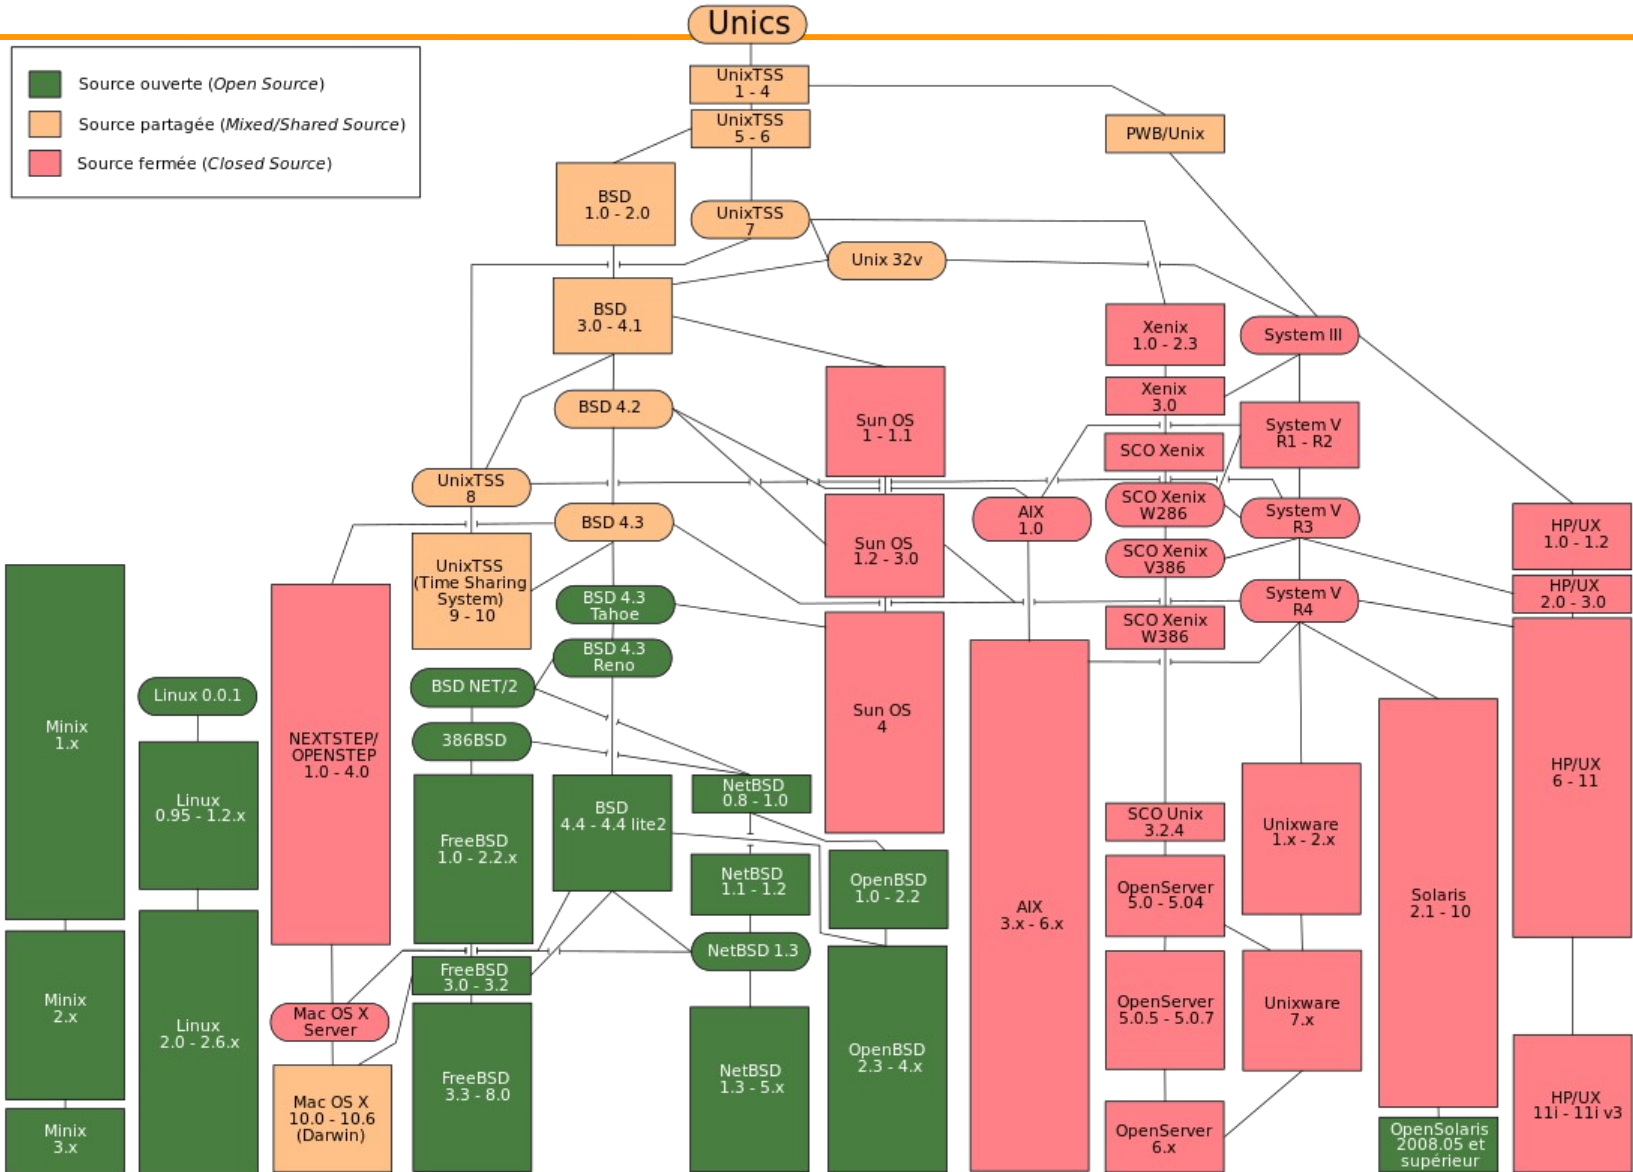 Unics
Source ouverte (Open Source)
Source partagée (Mixed/Shared Source)
Source fermée (Closed Source)
UnixTSS
1 - 4
UnixTSS
5 - 6
PWB/Unix
BSD
1.0 - 2.0
UnixTSS
7
Unix 32v
BSD
3.0 - 4.1
Xenix
1.0 - 2.3
System III
Xenix
3.0
BSD 4.2
Sun OS
1 - 1.1
System V
R1 - R2
SCO Xenix
UnixTSS
8
SCO Xenix
W286
AIX
1.0
System V
R3
BSD 4.3
HP/UX
1.0 - 1.2
Sun OS
1.2 - 3.0
SCO Xenix
V386
UnixTSS
(Time Sharing
System)
9 - 10
HP/UX
2.0 - 3.0
BSD 4.3
Tahoe
System V
R4
SCO Xenix
W386
BSD 4.3
Reno
BSD NET/2
Linux 0.0.1
Minix
1.x
Sun OS
4
386BSD
NEXTSTEP/
OPENSTEP
1.0 - 4.0
HP/UX
6 - 11
NetBSD
0.8 - 1.0
Linux
0.95 - 1.2.x
BSD
4.4 - 4.4 lite2
SCO Unix
3.2.4
Unixware
1.x - 2.x
FreeBSD
1.0 - 2.2.x
NetBSD
1.1 - 1.2
OpenBSD
1.0 - 2.2
OpenServer
5.0 - 5.04
Solaris
2.1 - 10
AIX
3.x - 6.x
NetBSD 1.3
FreeBSD
3.0 - 3.2
Minix
2.x
OpenServer
5.0.5 - 5.0.7
Unixware
7.x
Mac OS X
Server
Linux
2.0 - 2.6.x
OpenBSD
2.3 - 4.x
NetBSD
1.3 - 5.x
FreeBSD
3.3 - 8.0
Mac OS X
10.0 - 10.6
(Darwin)
HP/UX
11i - 11i v3
Minix
3.x
OpenServer
6.x
OpenSolaris
2008.05 et
supérieur